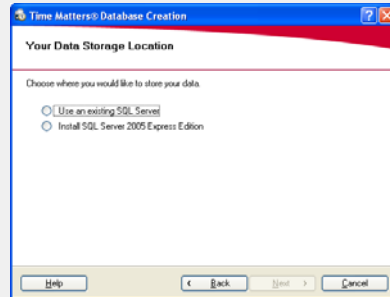 Time Matters® Database Creation
Your Data Storage Location
Choose where you would like to store your data.
Use an existing SQL Server
Install SQL Server 2005 Express Edition
Help
< Back
Next >
Cancel